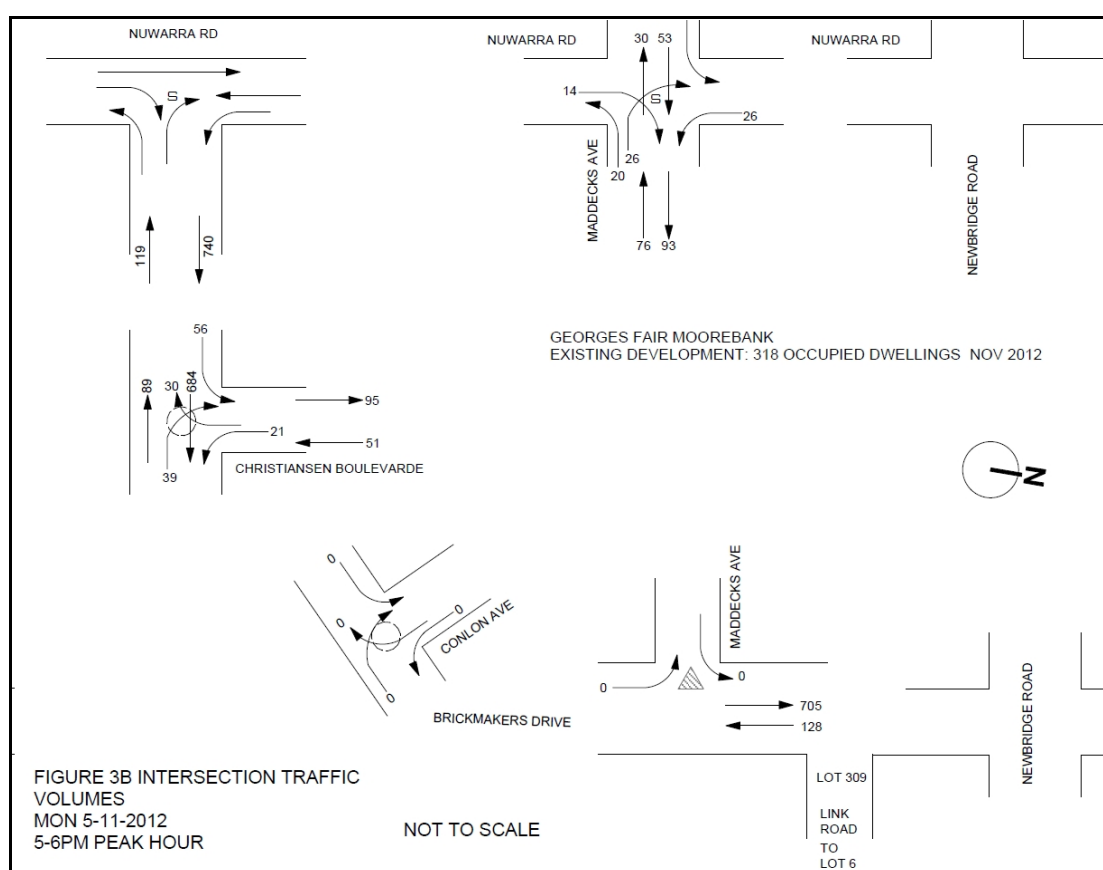 NUWARRA RD
NUWARRA RD
NUWARRA RD
30 53
S
14
S
26
26
20
MADDECKS AVE
76 93
NEWBRIDGE ROAD
119
740
GEORGES FAIR MOOREBANK
EXISTING DEVELOPMENT: 318 OCCUPIED DWELLINGS NOV 2012
56
89
30
684
95
21
51
39
CHRISTIANSEN BOULEVARDE
N
0
0
0
0
CONLON AVE
BRICKMAKERS DRIVE
MADDECKS AVE
0
0
705
128
NEWBRIDGE ROAD
LOT 309
LINK
ROAD
TO
LOT 6
FIGURE 3B INTERSECTION TRAFFIC
VOLUMES
MON 5-11-2012
5-6PM PEAK HOUR
NOT TO SCALE